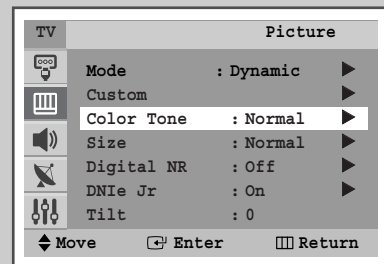 TV Picture
Mode : Dynamic
Custom
Color Tone : Normal
Size : Normal
Digital NR : Off
DNIe Jr : On
Tilt : 0
Move Enter Return